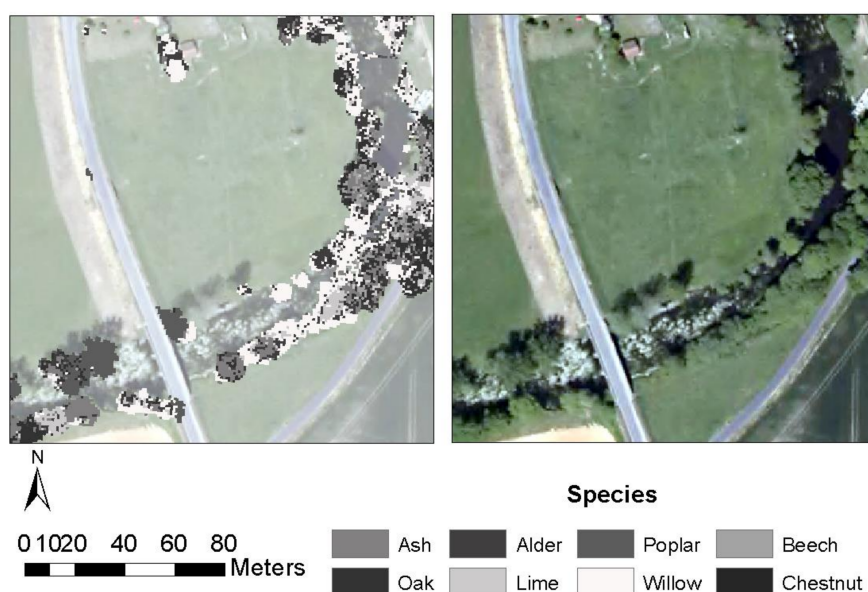 N
0 10 20 40 60 80
Meters
Species
Ash Alder Poplar Beech
Oak Lime Willow Chestnut